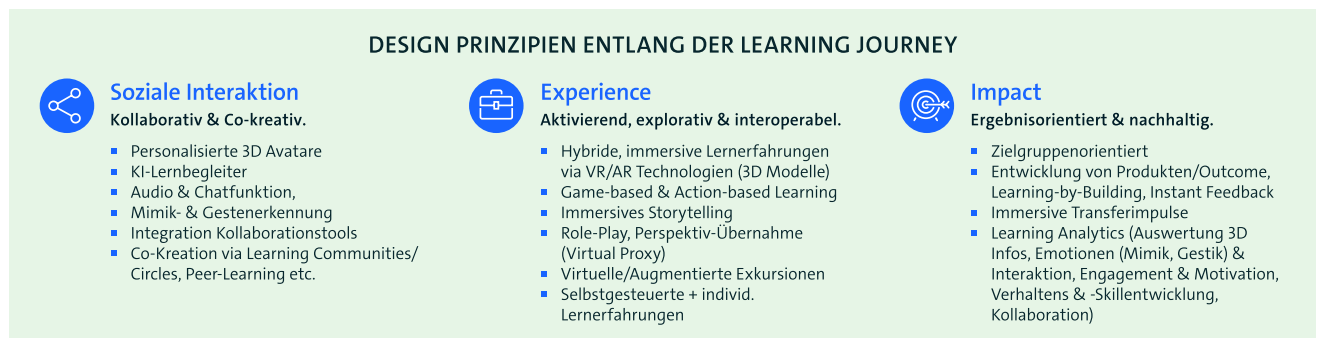 DESIGN PRINZIPIEN ENTLANG DER LEARNING JOURNEY
Soziale Interaktion
Kollaborativ & Co-kreativ.
Personalisierte 3D Avatare
KI-Lernbegleiter
Audio & Chatfunktion,
Mimik- & Gestenerkennung
Integration Kollaborationstools
Co-Kreation via Learning Communities/
Circles, Peer-Learning etc.
Experience
Aktivierend, explorativ & interoperabel.
Hybride, immersive Lernerfahrungen
via VR/AR Technologien (3D Modelle)
Game-based & Action-based Learning
Immersives Storytelling
Role-Play, Perspektiv-Übernahme
(Virtual Proxy)
Virtuelle/Augmentierte Exkursionen
Selbstgesteuerte + individ.
Lernerfahrungen
Impact
Ergebnisorientiert & nachhaltig.
Zielgruppenorientiert
Entwicklung von Produkten/Outcome,
Learning-by-Building, Instant Feedback
Immersive Transferimpulse
Learning Analytics (Auswertung 3D
Infos, Emotionen (Mimik, Gestik) &
Interaktion, Engagement & Motivation,
Verhaltens & -Skillentwicklung,
Kollaboration)